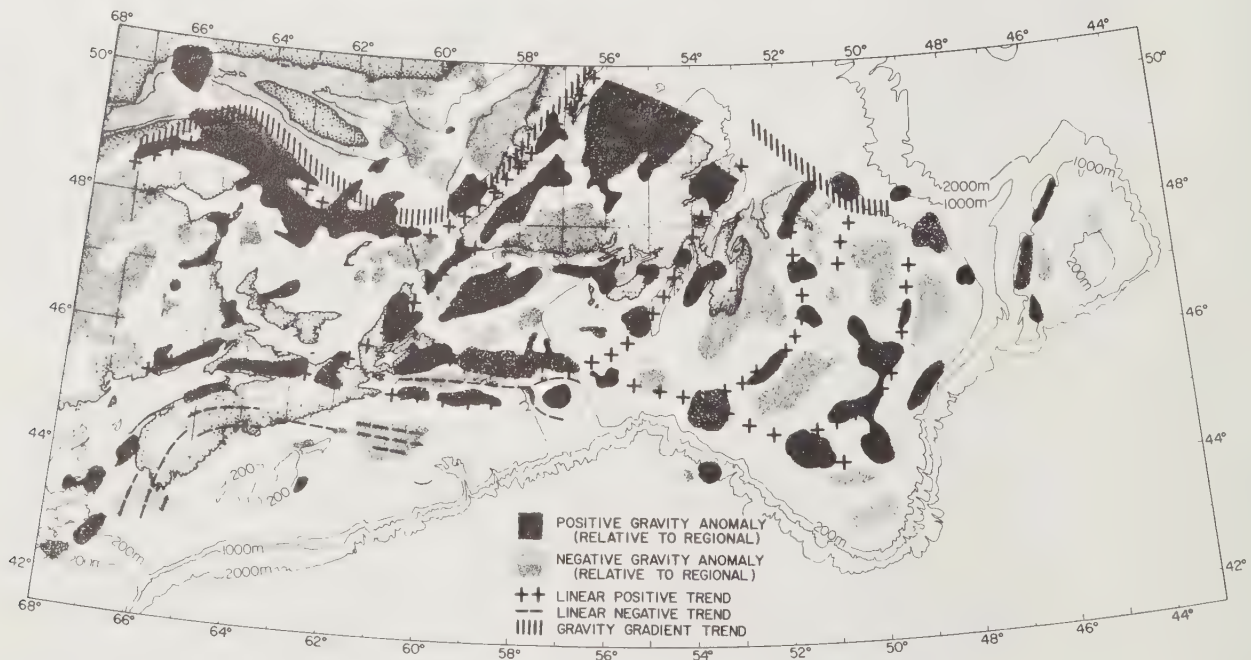 68° 66° 64° 62° 60° 58° 56° 54° 52° 50° 48° 46° 44°
50° 50°
48° 48°
46° 46°
44° 44°
42° 42°
2000m
1000m
1000m
200m
200
200
200m
200m
1000m
2000m
POSITIVE GRAVITY ANOMALY
(RELATIVE TO REGIONAL)
NEGATIVE GRAVITY ANOMALY
(RELATIVE TO REGIONAL)
LINEAR POSITIVE TREND
LINEAR NEGATIVE TREND
GRAVITY GRADIENT TREND
68° 66° 64° 62° 60° 58° 56° 54° 52° 50° 48° 46° 44°